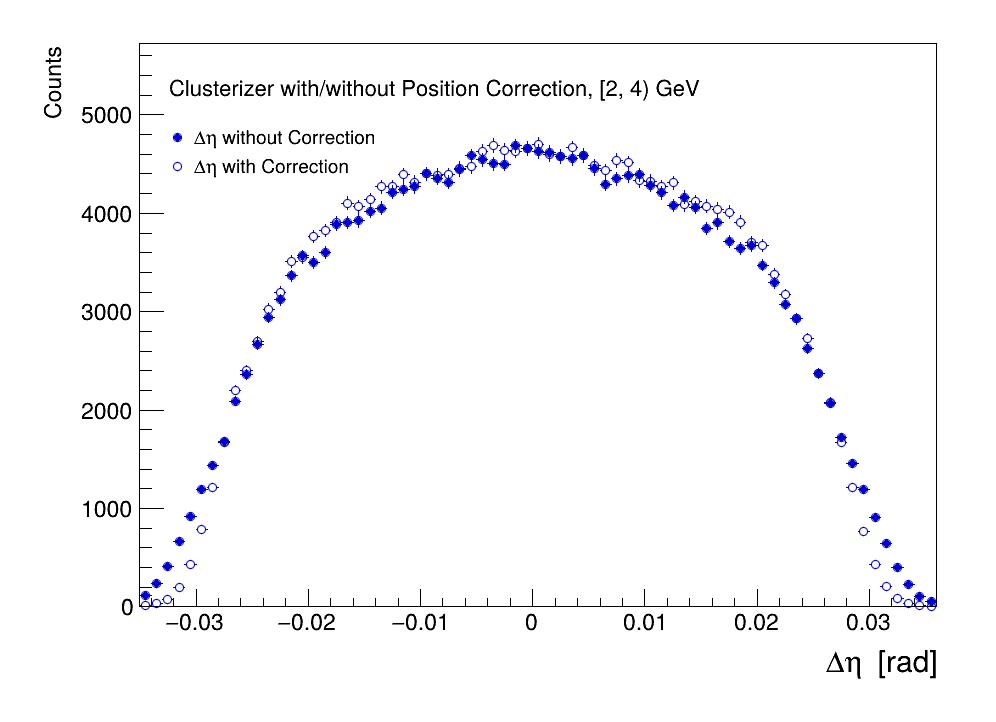 Counts
Clusterizer with/without Position Correction, [2, 4) GeV
Δη without Correction
Δη with Correction
5000
4000
3000
2000
1000
0
−0.03 −0.02 −0.01 0 0.01 0.02 0.03
Δη [rad]